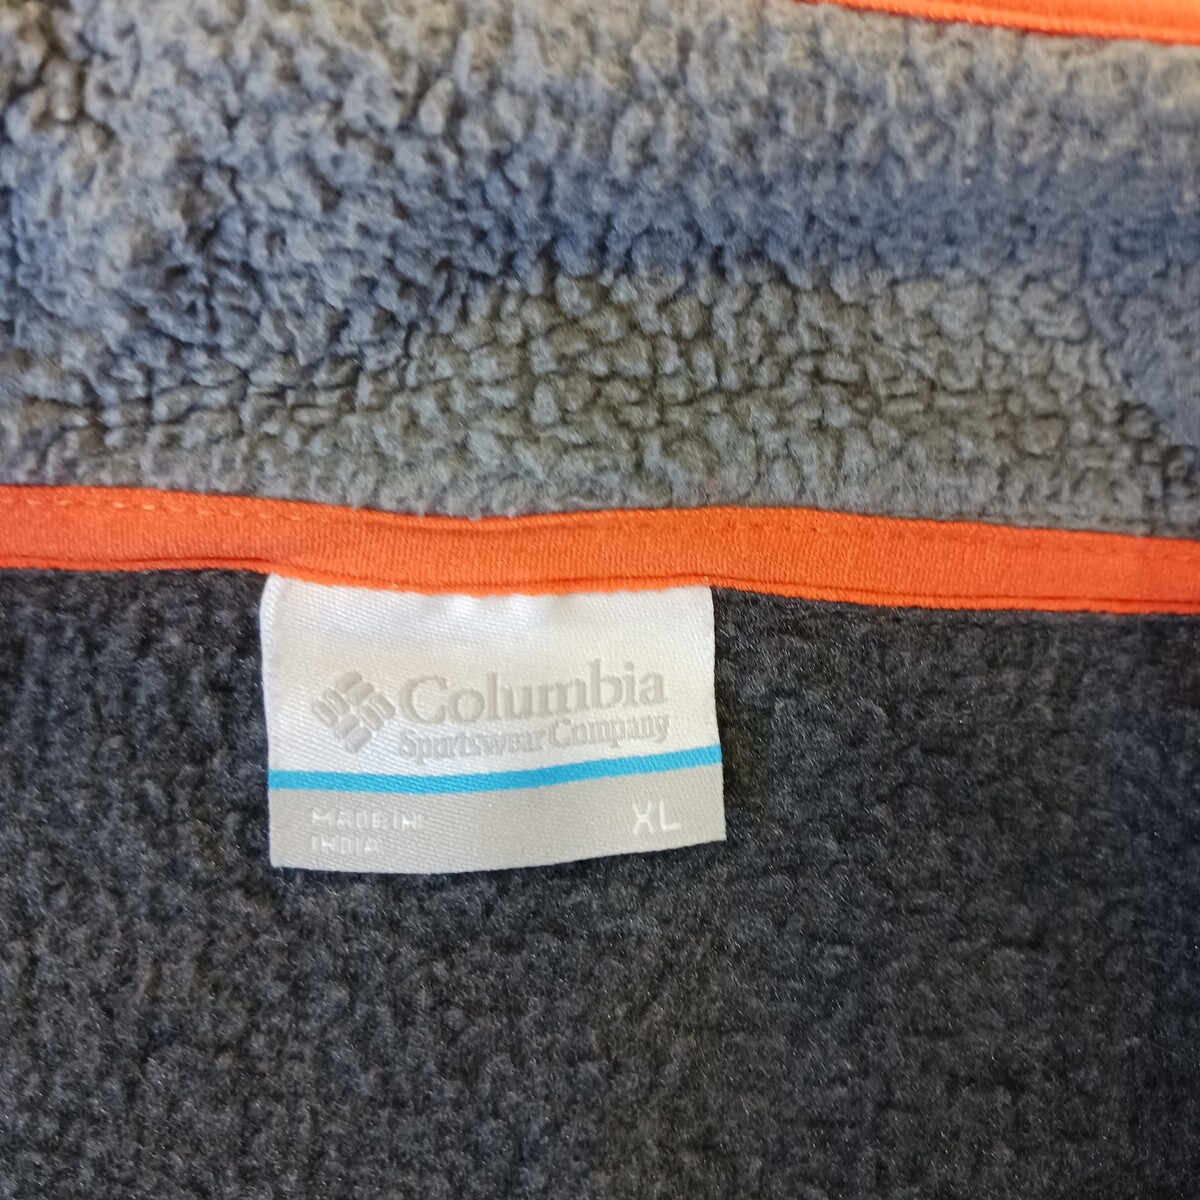 Columbia
Sportswear Company
MADE IN
INDIA
XL